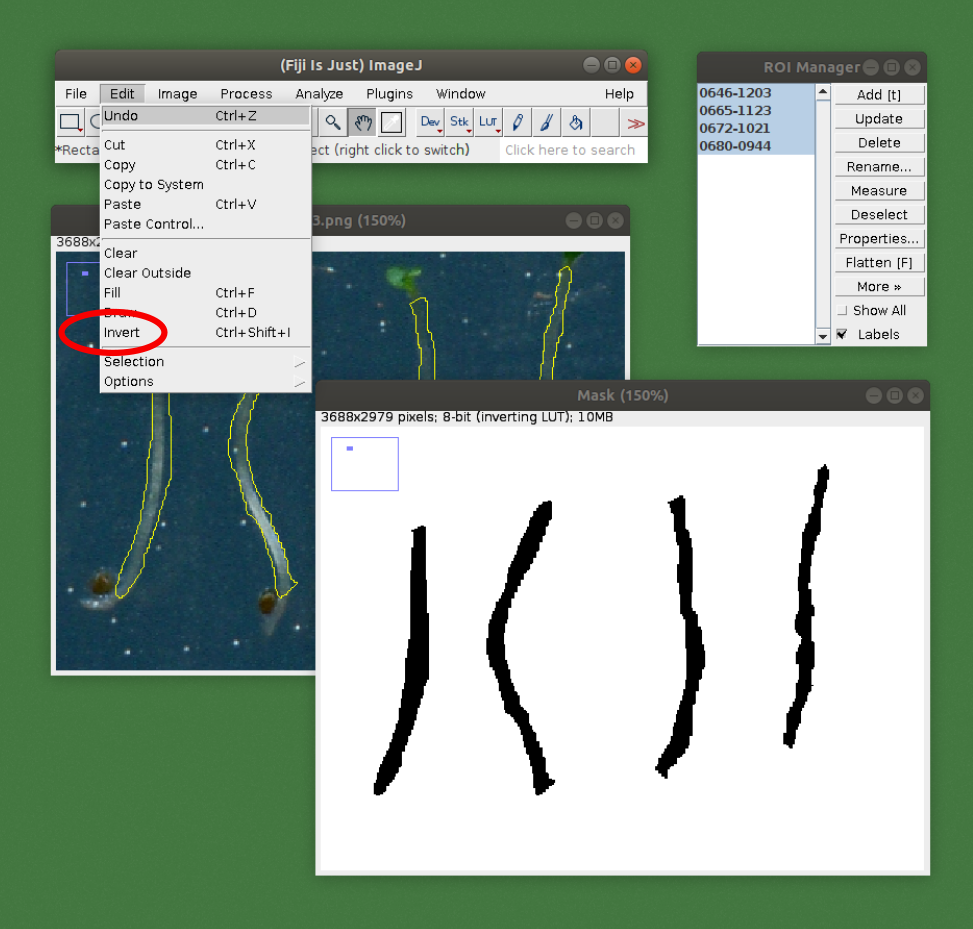 (Fiji Is Just) ImageJ
File Edit Image Process Analyze Plugins Window Help
Dev Stk LUT
*Recta
ect (right click to switch) Click here to search
Undo Ctrl+Z
Cut Ctrl+X
Copy Ctrl+C
Copy to System
Paste Ctrl+V
Paste Control...
Clear
Clear Outside
Fill Ctrl+F
Draw Ctrl+D
Invert Ctrl+Shift+I
Selection
Options
3.png (150%)
3688x2
ROI Manager
0646-1203
0665-1123
0672-1021
0680-0944
Add [t]
Update
Delete
Rename...
Measure
Deselect
Properties...
Flatten [F]
More »
Show All
Labels
Mask (150%)
3688x2979 pixels; 8-bit (inverting LUT); 10MB